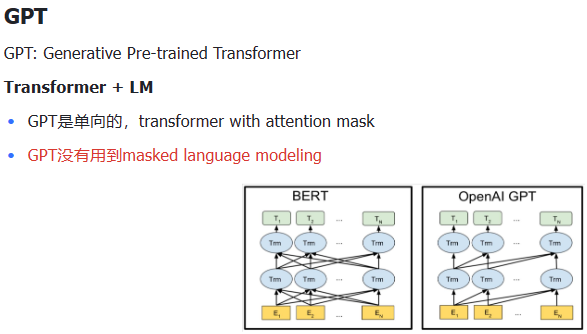 GPT
GPT: Generative Pre-trained Transformer
Transformer + LM
GPT是单向的，transformer with attention mask
GPT没有用到masked language modeling
BERT
T1 T2 ... TN
Trm Trm ... Trm
Trm Trm ... Trm
E1 E2 ... EN
OpenAI GPT
T1 T2 ... TN
Trm Trm ... Trm
Trm Trm ... Trm
E1 E2 ... EN